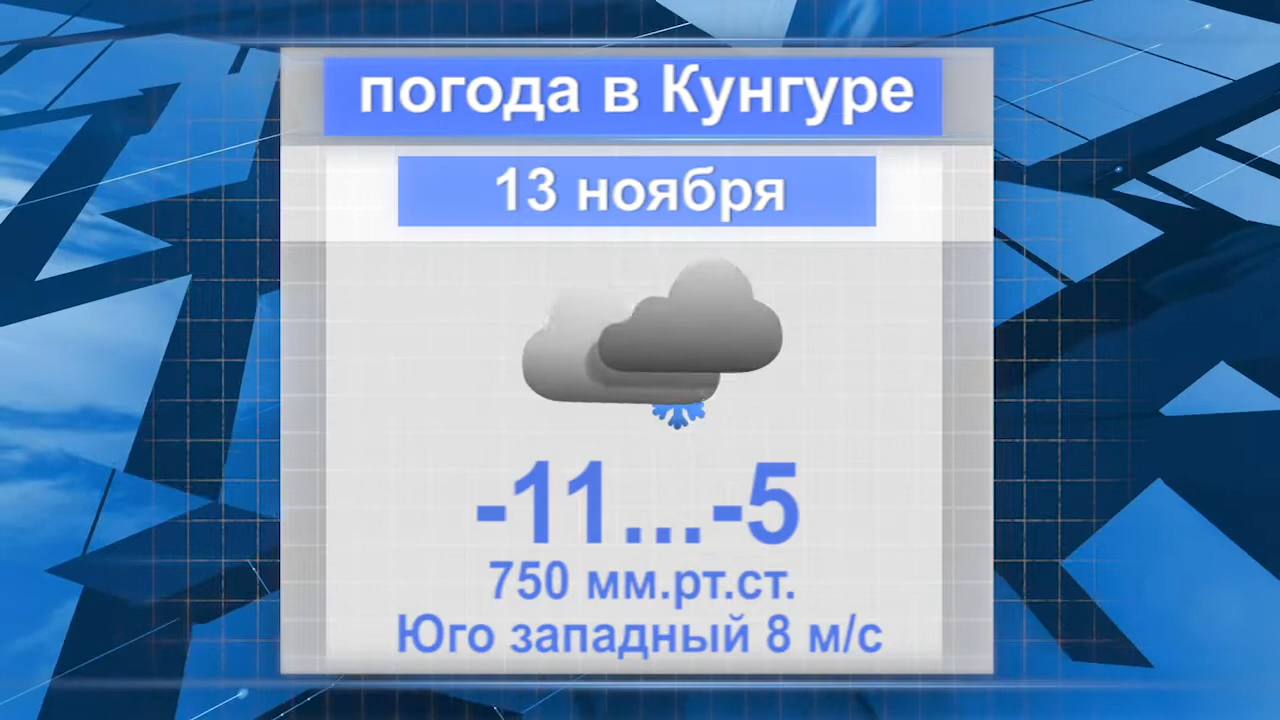 погода в Кунгуре
13 ноября
-11...-5
750 мм.рт.ст.
Юго западный 8 м/с